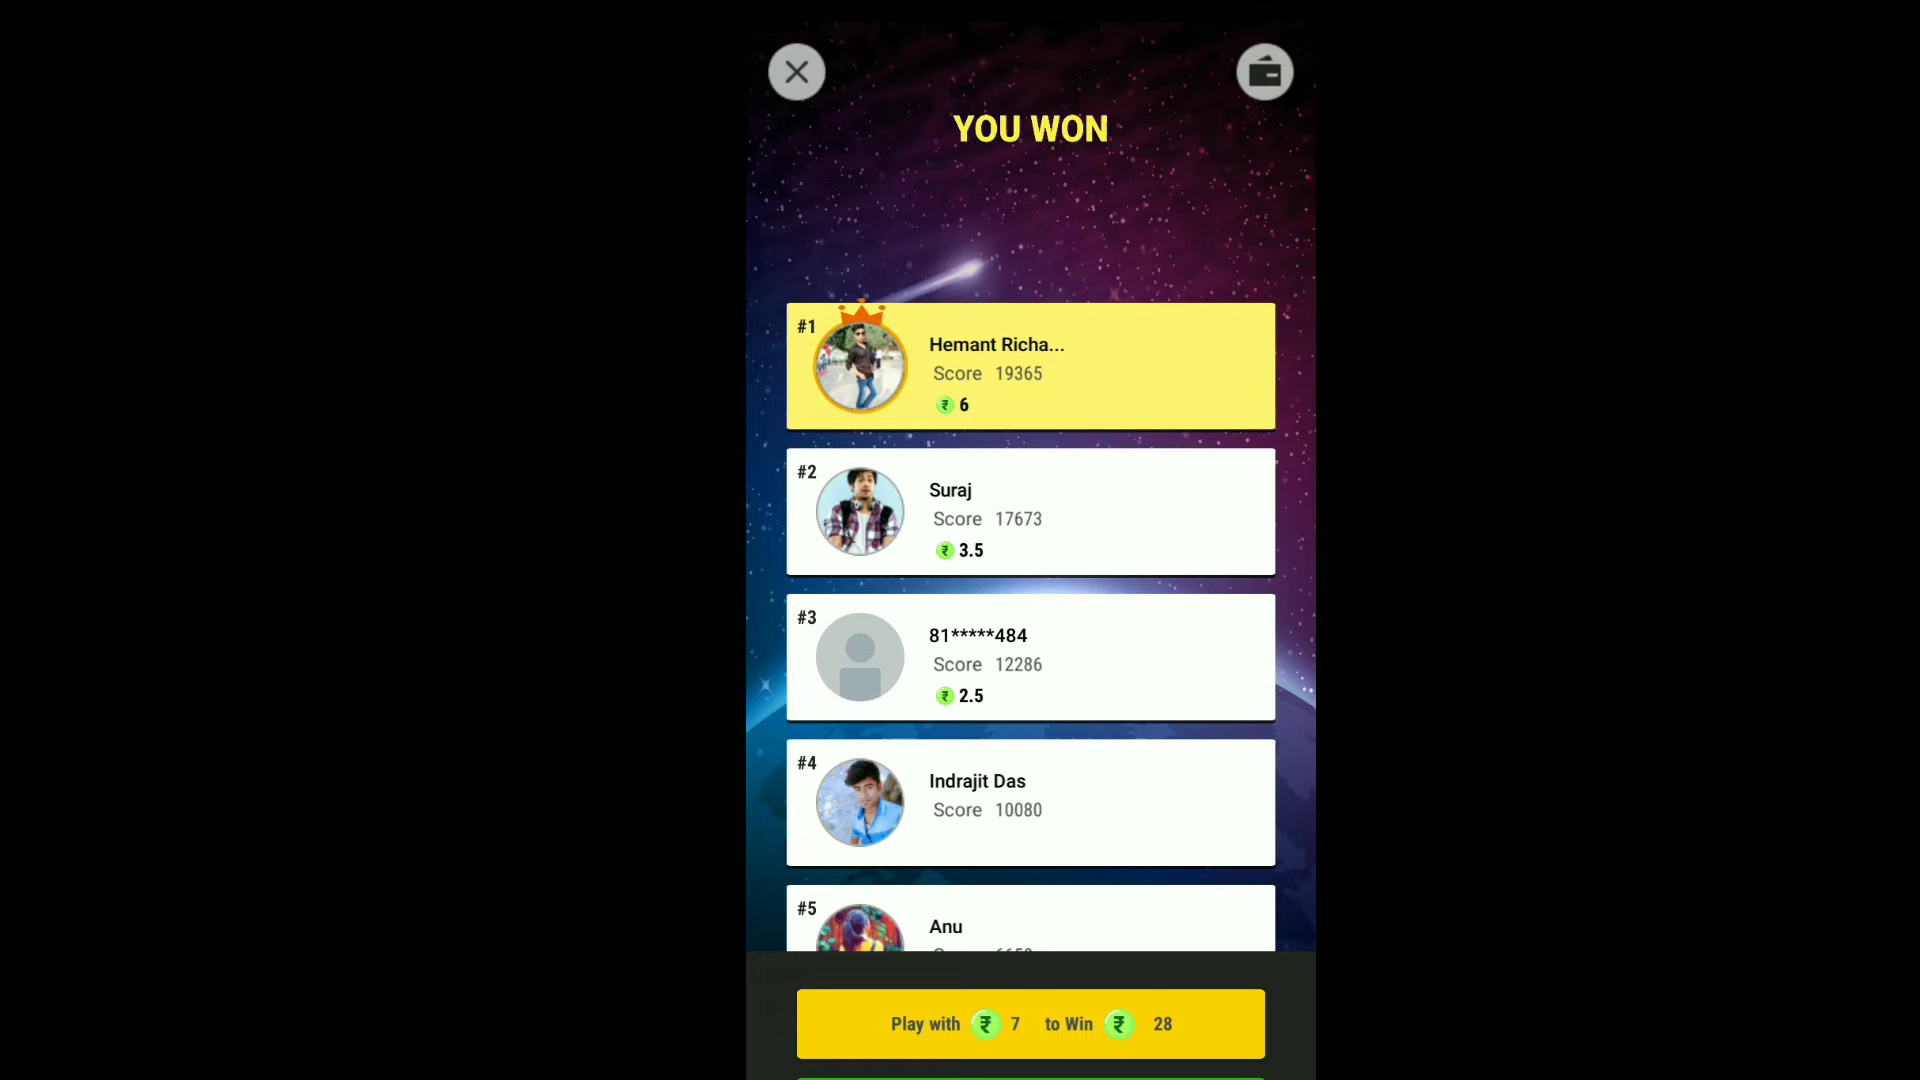 YOU WON
#1
Hemant Richa...
Score 19365
₹ 6
#2
Suraj
Score 17673
₹ 3.5
#3
81*****484
Score 12286
₹ 2.5
#4
Indrajit Das
Score 10080
#5
Anu
Play with ₹ 7 to Win ₹ 28